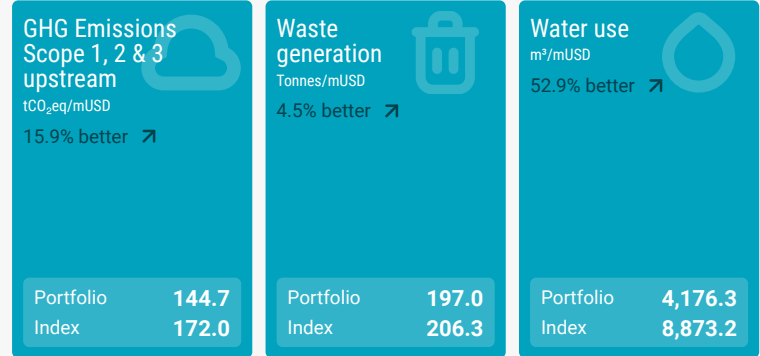 GHG Emissions
Scope 1, 2 & 3
upstream
tCO₂eq/mUSD
15.9% better
Portfolio 144.7
Index 172.0
Waste
generation
Tonnes/mUSD
4.5% better
Portfolio 197.0
Index 206.3
Water use
m³/mUSD
52.9% better
Portfolio 4,176.3
Index 8,873.2